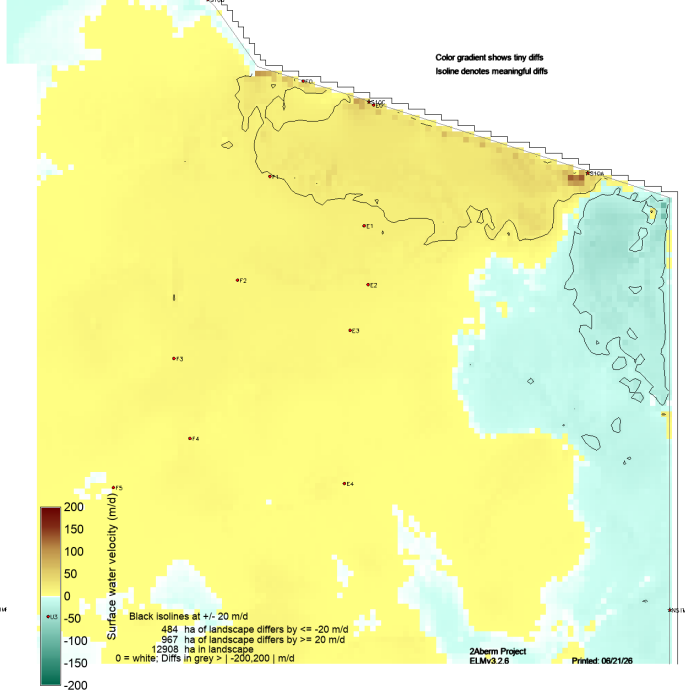 Color gradient shows tiny diffs
Isoline denotes meaningful diffs
S10A
F1
E1
F2
E2
E3
F3
F4
E4
F5
200
150
100
50
0
-50
-100
-150
-200
Surface water velocity (m/d)
U3
Black isolines at +/- 20 m/d
484 ha of landscape differs by <= -20 m/d
967 ha of landscape differs by >= 20 m/d
12908 ha in landscape
0 = white; Diffs in grey > | -200,200 | m/d
2Aberm Project
ELMv3.2.6
Printed: 06/21/26